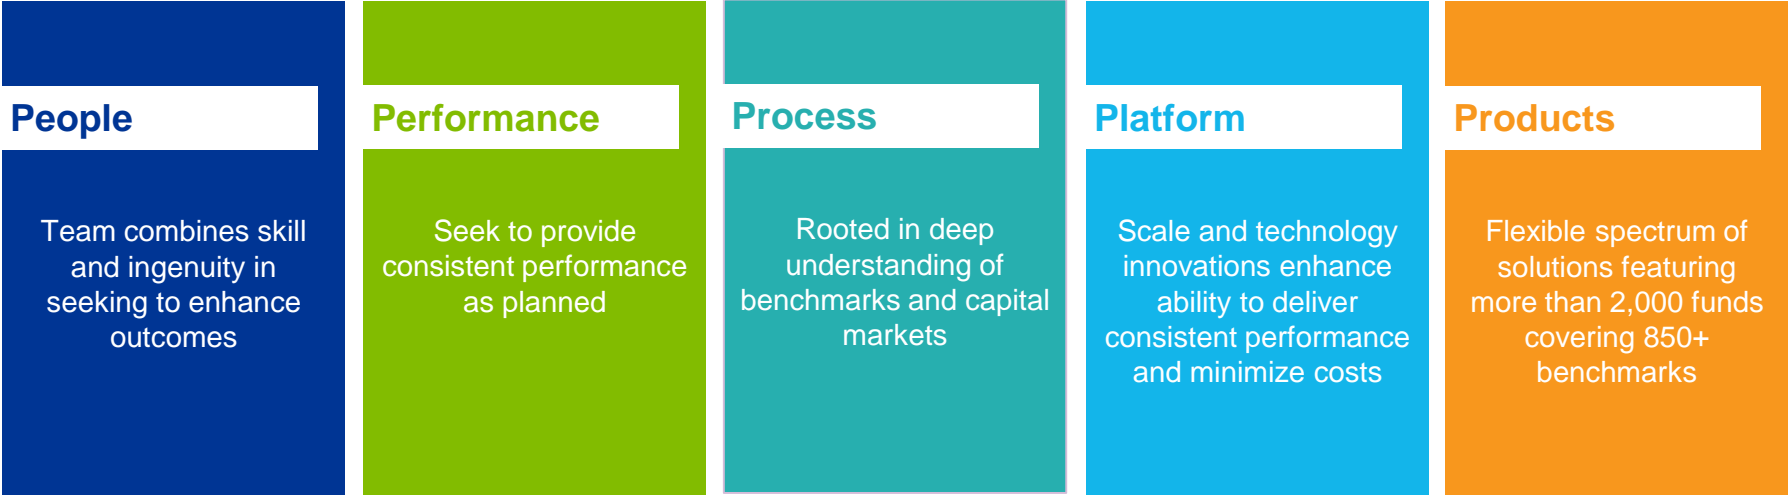 People
Team combines skill
and ingenuity in
seeking to enhance
outcomes
Performance
Seek to provide
consistent performance
as planned
Process
Rooted in deep
understanding of
benchmarks and capital
markets
Platform
Scale and technology
innovations enhance
ability to deliver
consistent performance
and minimize costs
Products
Flexible spectrum of
solutions featuring
more than 2,000 funds
covering 850+
benchmarks